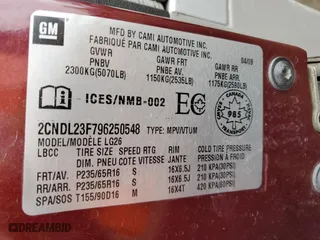 GM
MFD BY CAMI AUTOMOTIVE INC.
FABRIQUÉ PAR CAMI AUTOMOTIVE INC. 04/09
GVWR GAWR FRT GAWR RR
PNBV PNBE AV. PNBE ARR.
2300KG(5070LB) 1150KG(2535LB) 1175KG(2590LB)
ICES/NMB-002 EC CANADA 985
2CNDL23F796250548 TYPE: MPV/VTUM
MODEL/MODÈLE LG26
LBCC TIRE SIZE SPEED RTG RIM COLD TIRE PRESSURE
DIM. PNEU COTE VITESSE JANTE
FRT/AV. P235/65R16 S 16X6.5J 210 KPA(30PSI)
RR/ARR. P235/65R16 S 16X6.5J 210 KPA(30PSI)
SPA/SOS T155/90D16 M 16X4T 420 KPA(60PSI)
DREAMBID